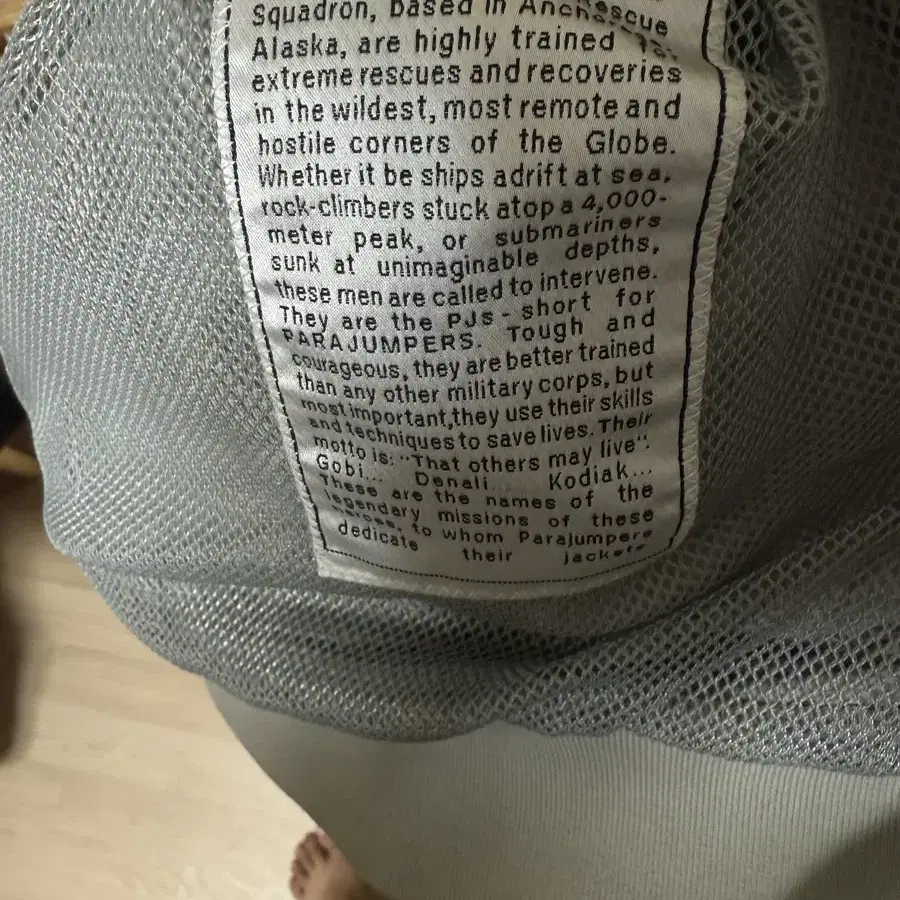 Squadron, based in
Alaska, are highly trained
extreme rescues and recoveries
in the wildest, most remote and
hostile corners of the Globe.
Whether it be ships adrift at sea,
rock-climbers stuck atop a 4,000-
meter peak, or submariners
sunk at unimaginable depths,
these men are called to intervene.
They are the PJs - short for
PARAJUMPERS. Tough and
courageous, they are better trained
than any other military corps, but
most important,they use their skills
and techniques to save lives. Their
motto is: "That others may live".
Gobi... Denali... Kodiak...
These are the names of the
legendary missions of these
to whom Parajumpers
dedicate their jackets